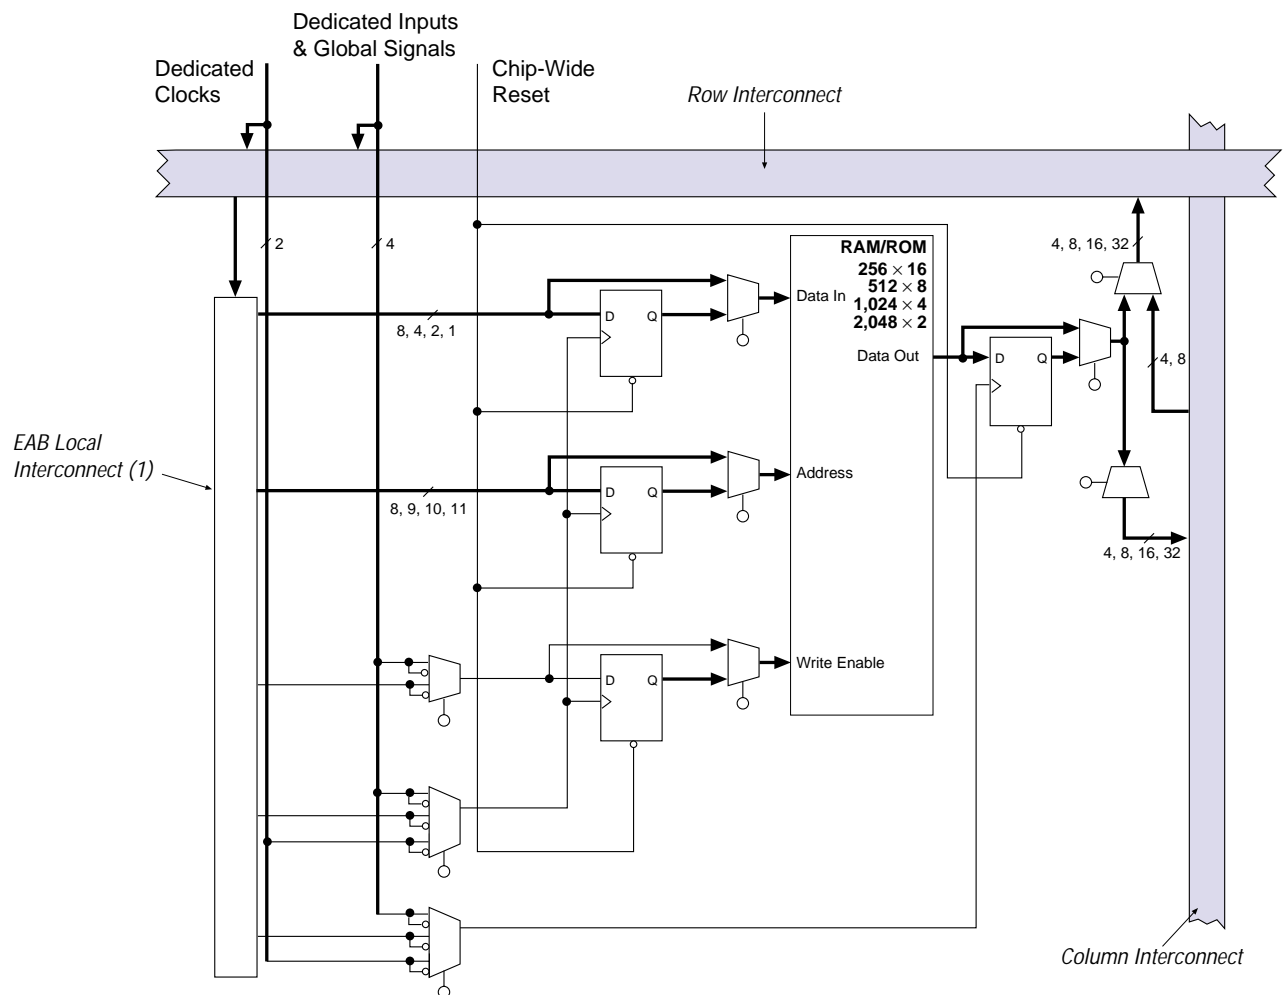 Dedicated Inputs
& Global Signals
Dedicated
Clocks
Chip-Wide
Reset
Row Interconnect
2
4
4, 8, 16, 32
RAM/ROM
256 × 16
512 × 8
1,024 × 4
2,048 × 2
Data In
D
Q
8, 4, 2, 1
Data Out
D
Q
4, 8
EAB Local
Interconnect (1)
Address
D
Q
8, 9, 10, 11
4, 8, 16, 32
Write Enable
D
Q
Column Interconnect